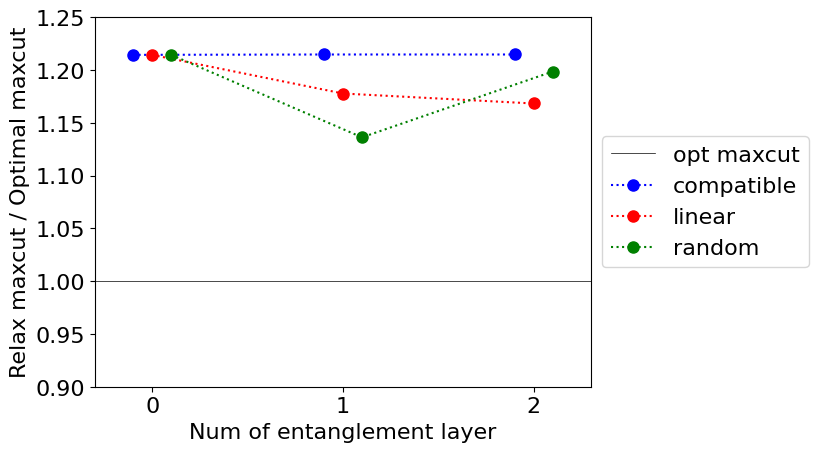 Relax maxcut / Optimal maxcut
1.25
1.20
1.15
1.10
1.05
1.00
0.95
0.90
0
1
2
Num of entanglement layer
opt maxcut
compatible
linear
random